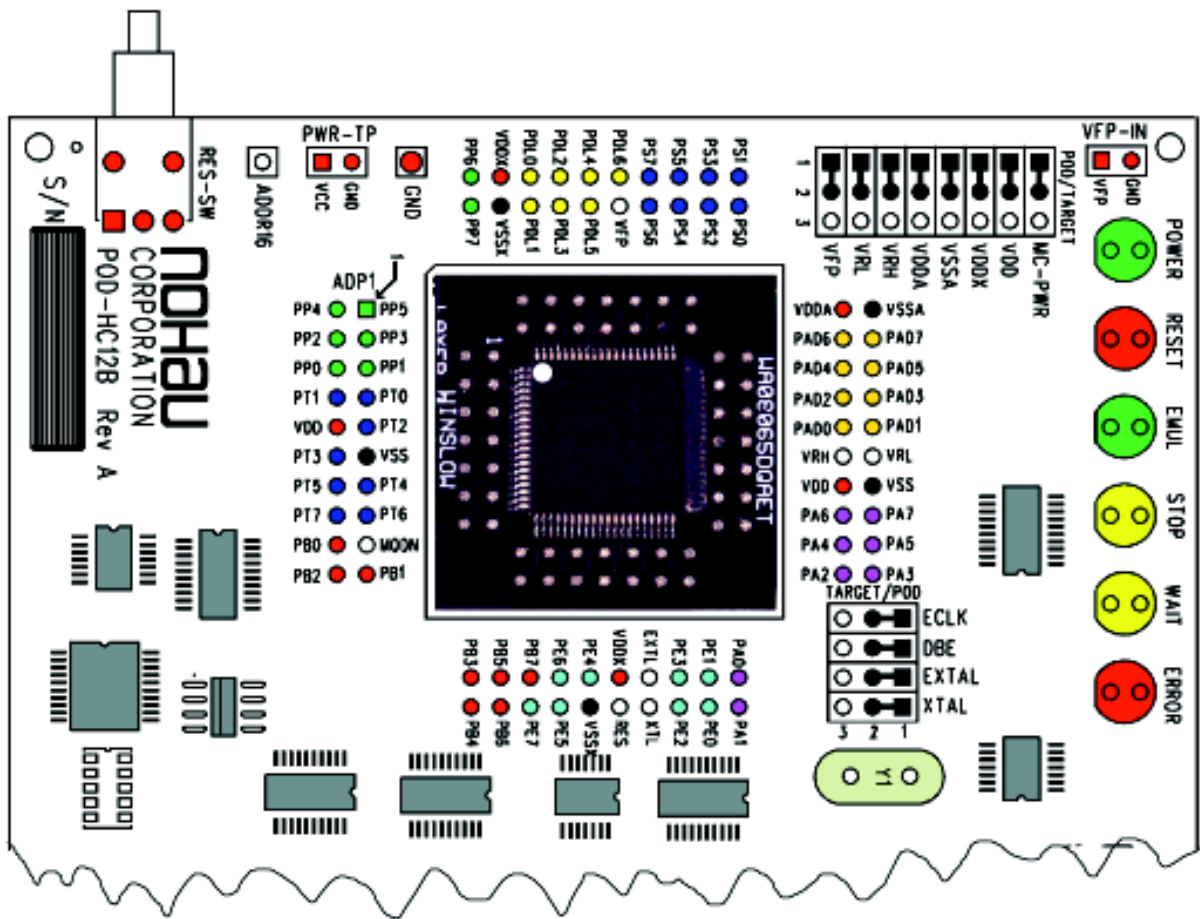 RES-SW
S/N
nohau
CORPORATION
POD-HC12B Rev A
ADDR16
PWR-TP
VCC GND
GND
PP6 VDDX PDL0 PDL2 PDL4 PDL6 PS7 PS5 PS3 PS1
PP7 VSSX PDL1 PDL3 PDL5 VFP PS6 PS4 PS2 PS0
1
2
3
POD/TARGET
VFP VRL VRH VDDA VSSA VDDX VDD MC-PWR
VFP-IN
VFP GND
POWER
RESET
EMUL
STOP
WAIT
ERROR
ADP1
1
PP4 PP5
PP2 PP3
PP0 PP1
PT1 PT0
VDD PT2
PT3 VSS
PT5 PT4
PT7 PT6
PB0 MODN
PB2 PB1
1
WINSLOW
VDDA VSSA
PAD6 PAD7
PAD4 PAD5
PAD2 PAD3
PAD0 PAD1
VRH VRL
VDD VSS
PA6 PA7
PA4 PA5
PA2 PA3
TARGET/POD
ECLK
DBE
EXTAL
XTAL
3 2 1
PB3 PB5 PB7 PE6 PE4 VDDX EXTL PE3 PE1 PA0
PB4 PB6 PE7 PE5 VSSX RES XTL PE2 PE0 PA1
Y1